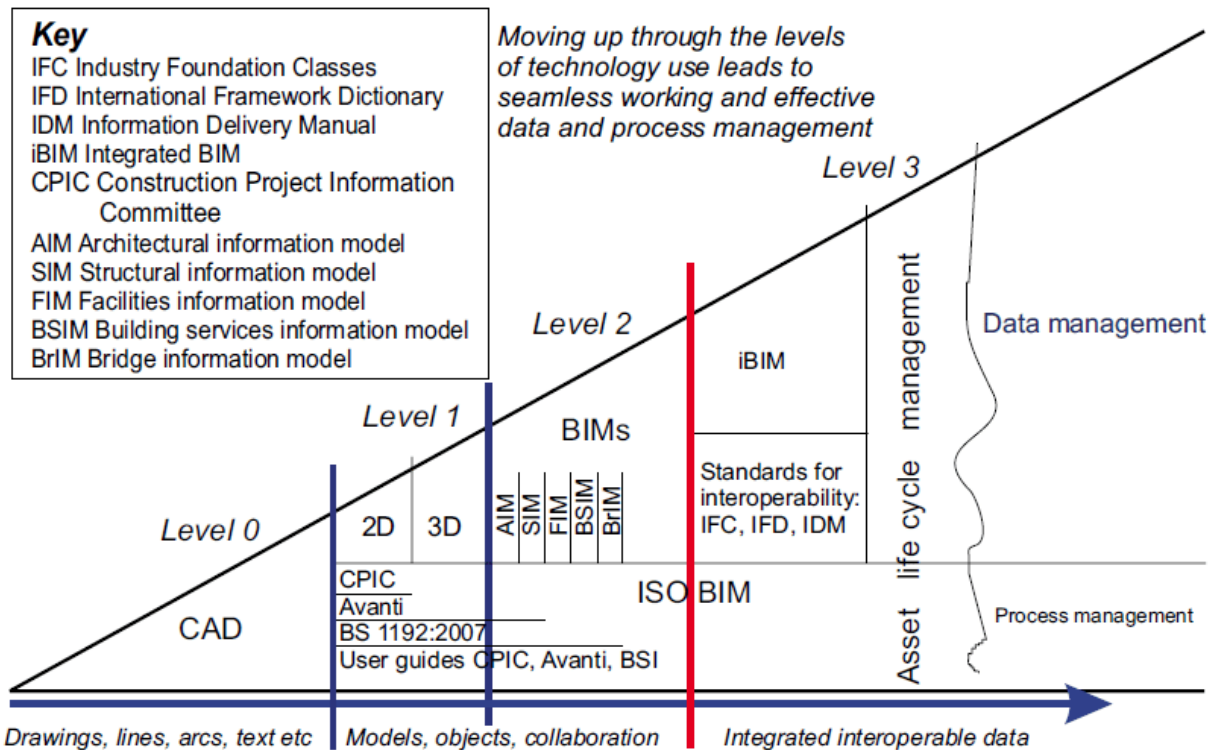 Key
IFC Industry Foundation Classes
IFD International Framework Dictionary
IDM Information Delivery Manual
iBIM Integrated BIM
CPIC Construction Project Information
Committee
AIM Architectural information model
SIM Structural information model
FIM Facilities information model
BSIM Building services information model
BrIM Bridge information model
Moving up through the levels
of technology use leads to
seamless working and effective
data and process management
Level 3
Level 2
Level 1
Level 0
Data management
iBIM
BIMs
2D
3D
AIM
SIM
FIM
BSIM
BrIM
Standards for
interoperability:
IFC, IFD, IDM
Asset life cycle management
CAD
CPIC
Avanti
BS 1192:2007
User guides CPIC, Avanti, BSI
ISO BIM
Process management
Drawings, lines, arcs, text etc
Models, objects, collaboration
Integrated interoperable data